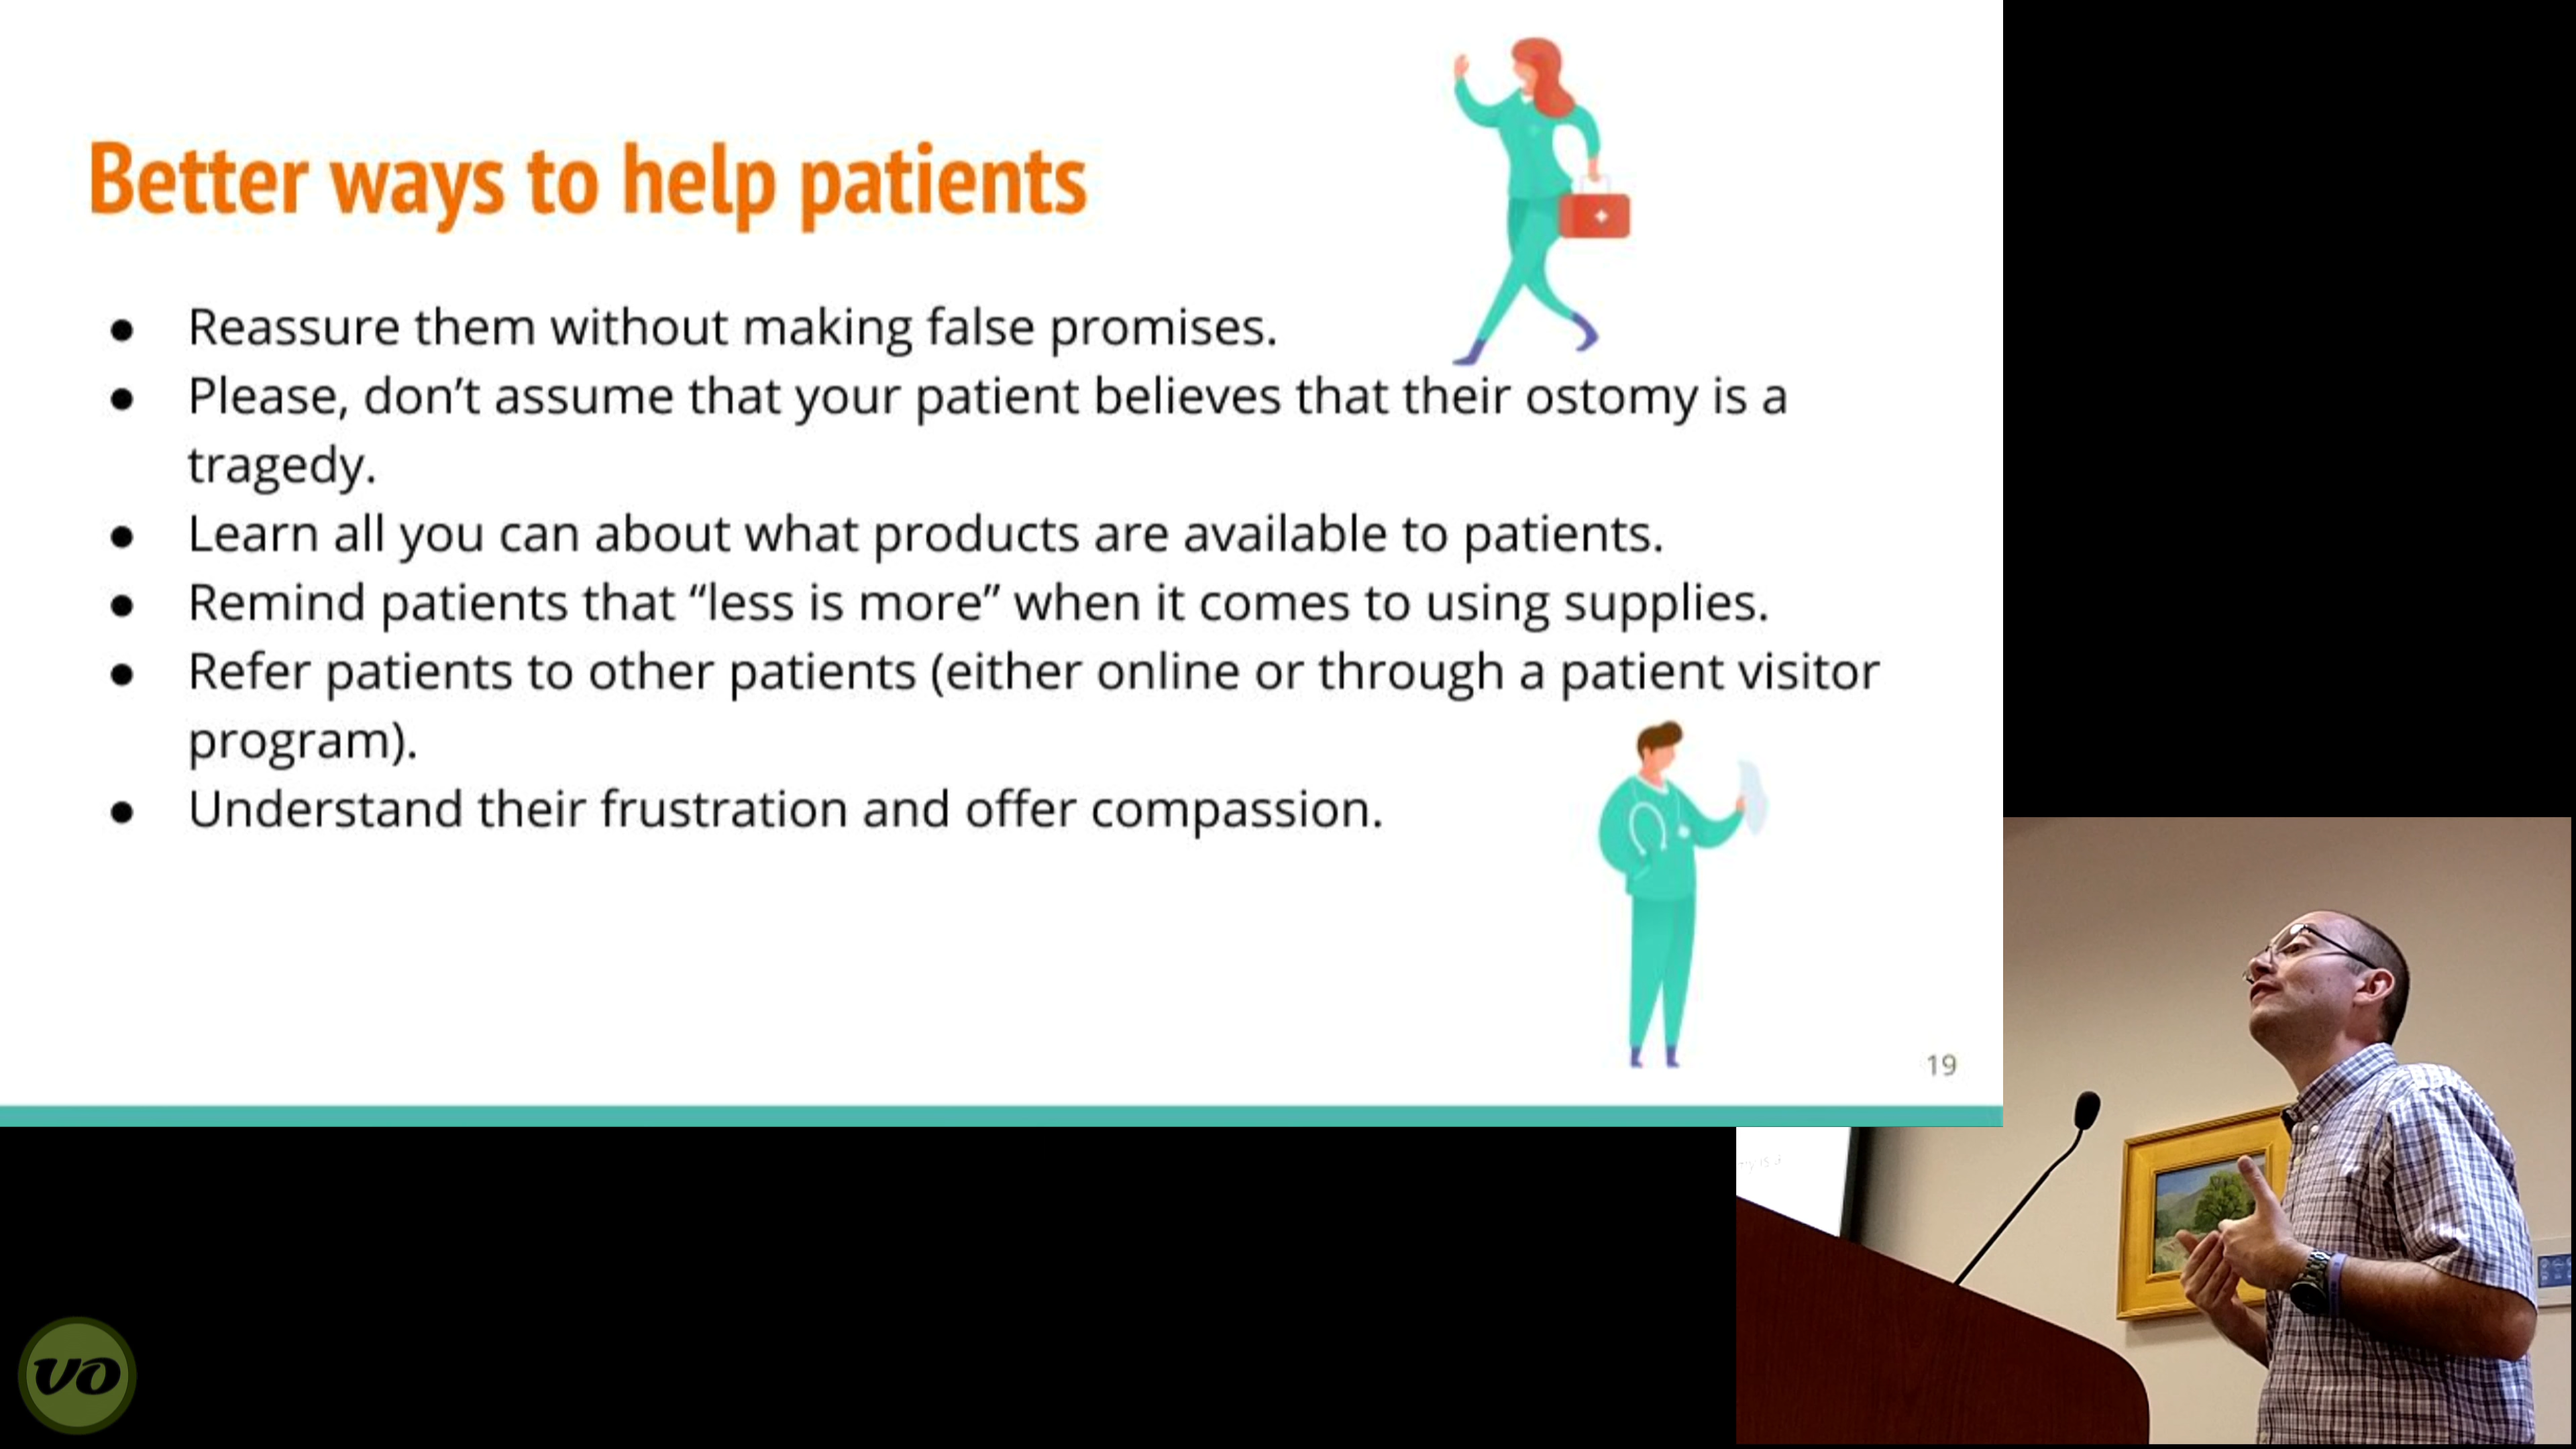 Better ways to help patients
● Reassure them without making false promises.
● Please, don’t assume that your patient believes that their ostomy is a
tragedy.
● Learn all you can about what products are available to patients.
● Remind patients that “less is more” when it comes to using supplies.
● Refer patients to other patients (either online or through a patient visitor
program).
● Understand their frustration and offer compassion.
19
vo